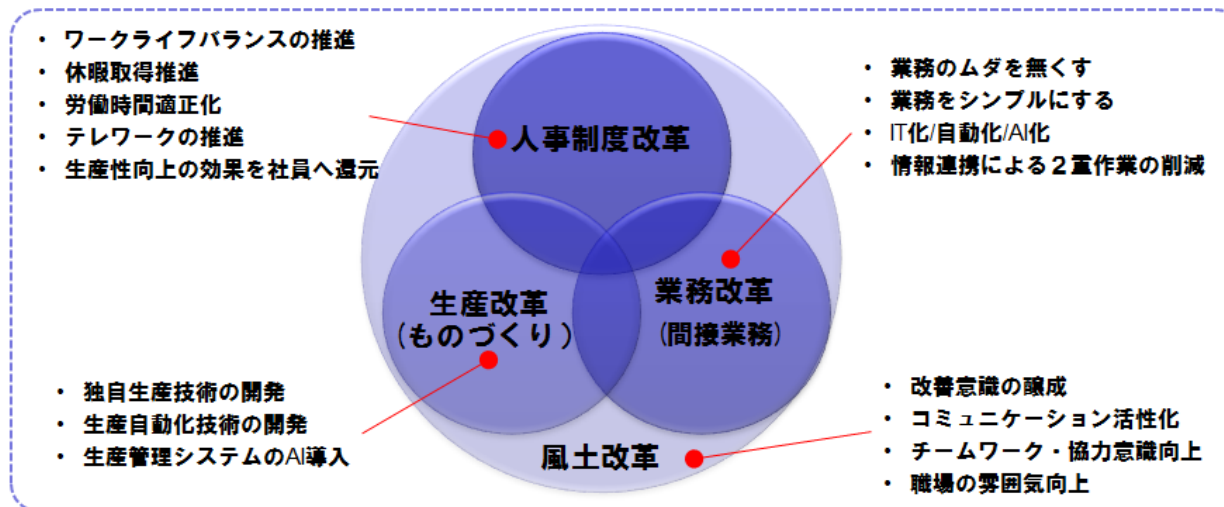 ・ ワークライフバランスの推進
・ 休暇取得推進
・ 労働時間適正化
・ テレワークの推進
・ 生産性向上の効果を社員へ還元
・ 業務のムダを無くす
・ 業務をシンプルにする
・ IT化/自動化/AI化
・ 情報連携による２重作業の削減
人事制度改革
生産改革
(ものづくり)
業務改革
(間接業務)
・ 独自生産技術の開発
・ 生産自動化技術の開発
・ 生産管理システムのAI導入
風土改革
・ 改善意識の醸成
・ コミュニケーション活性化
・ チームワーク・協力意識向上
・ 職場の雰囲気向上